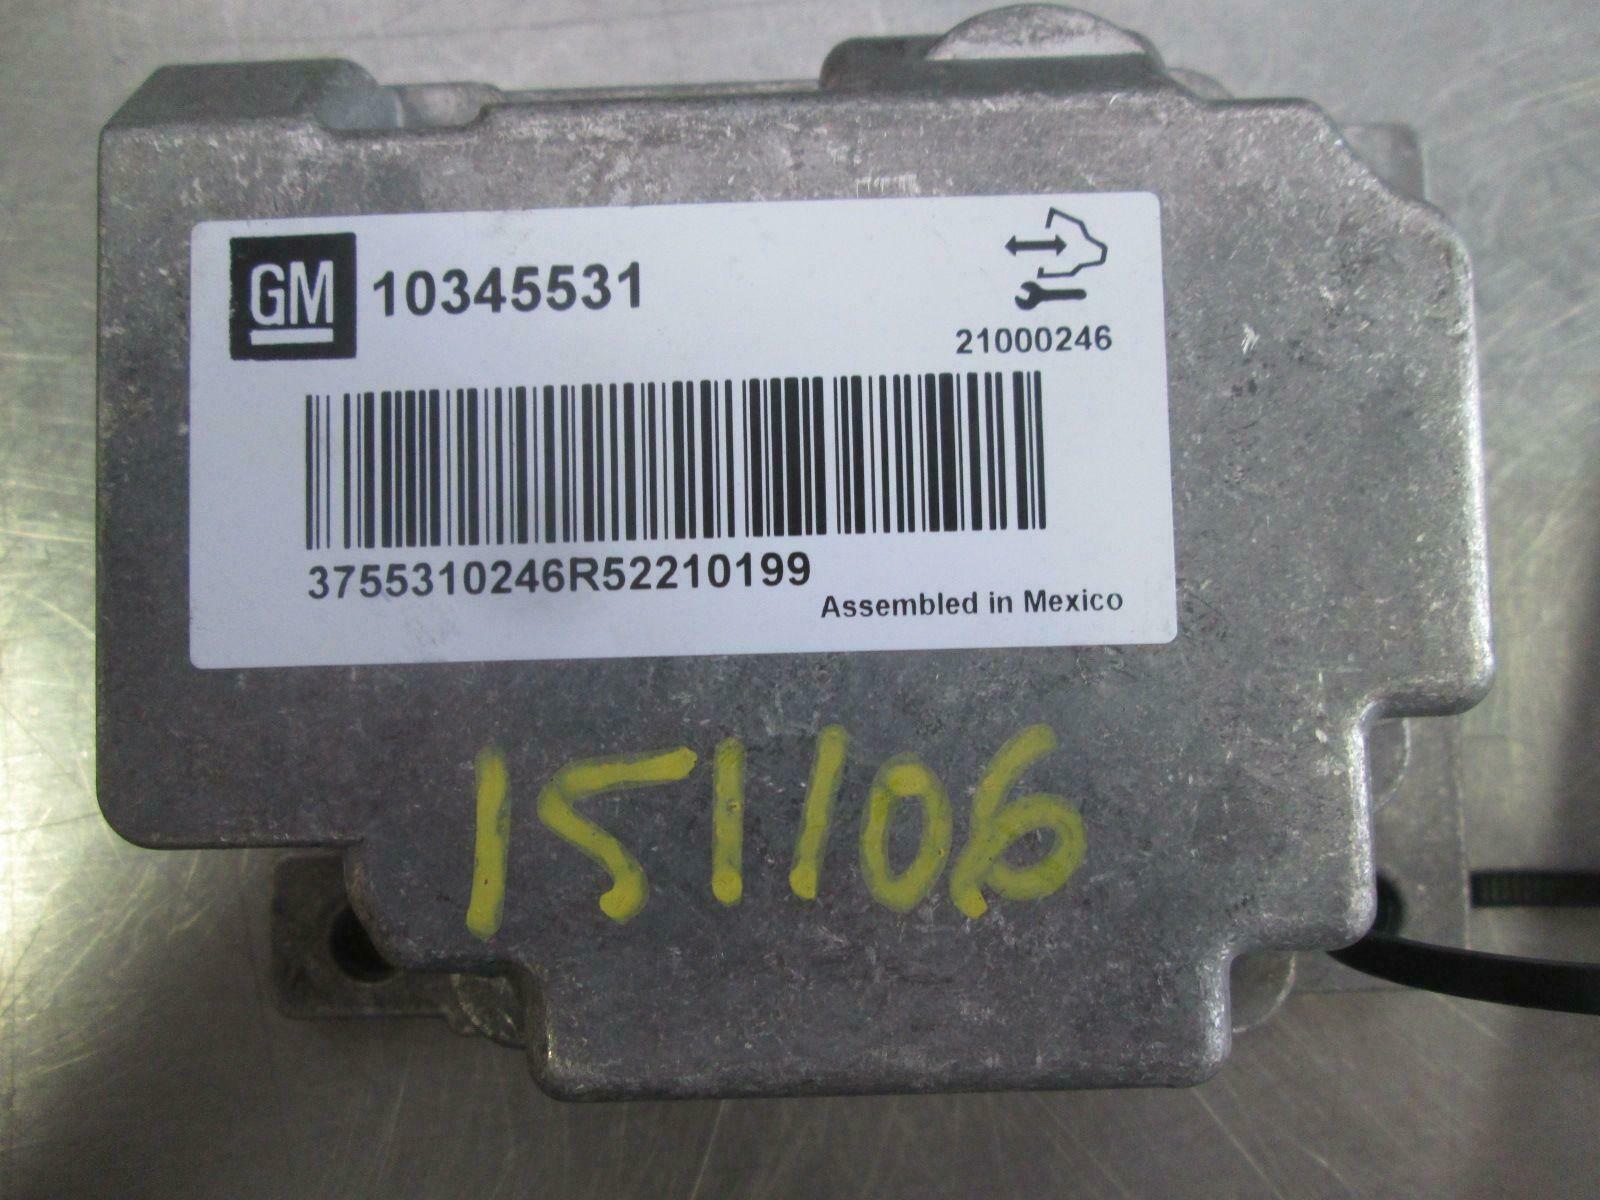 GM 10345531
21000246
3755310246R52210199
Assembled in Mexico
151106